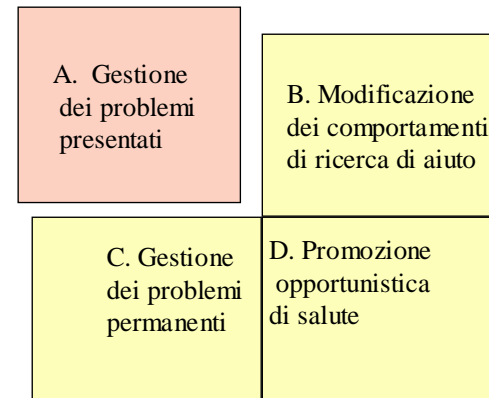 A. Gestione
dei problemi
presentati
B. Modificazione
dei comportamenti
di ricerca di aiuto
C. Gestione
dei problemi
permanenti
D. Promozione
opportunistica
di salute